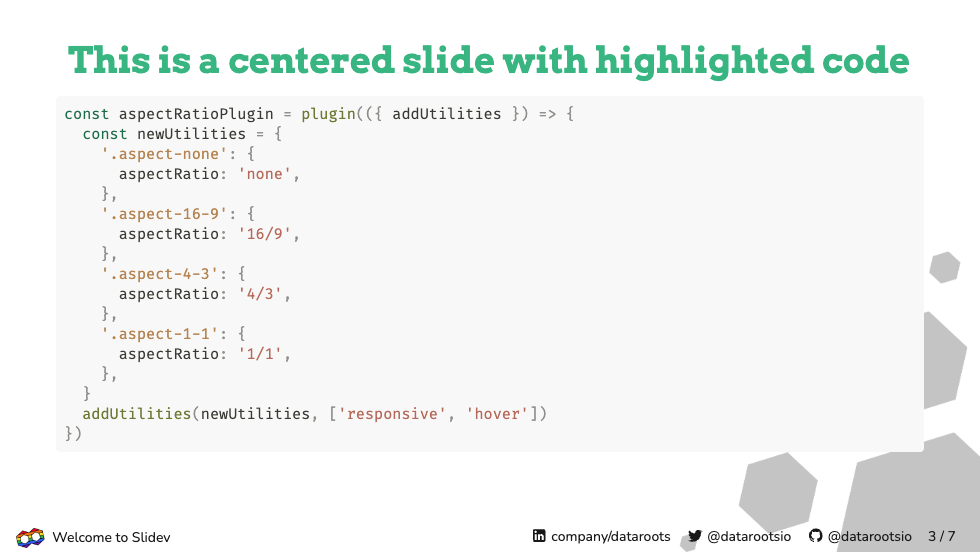 This is a centered slide with highlighted code
const aspectRatioPlugin = plugin(({ addUtilities }) => {
  const newUtilities = {
    '.aspect-none': {
      aspectRatio: 'none',
    },
    '.aspect-16-9': {
      aspectRatio: '16/9',
    },
    '.aspect-4-3': {
      aspectRatio: '4/3',
    },
    '.aspect-1-1': {
      aspectRatio: '1/1',
    },
  }
  addUtilities(newUtilities, ['responsive', 'hover'])
})
Welcome to Slidev company/dataroots @datarootsio @datarootsio 3 / 7